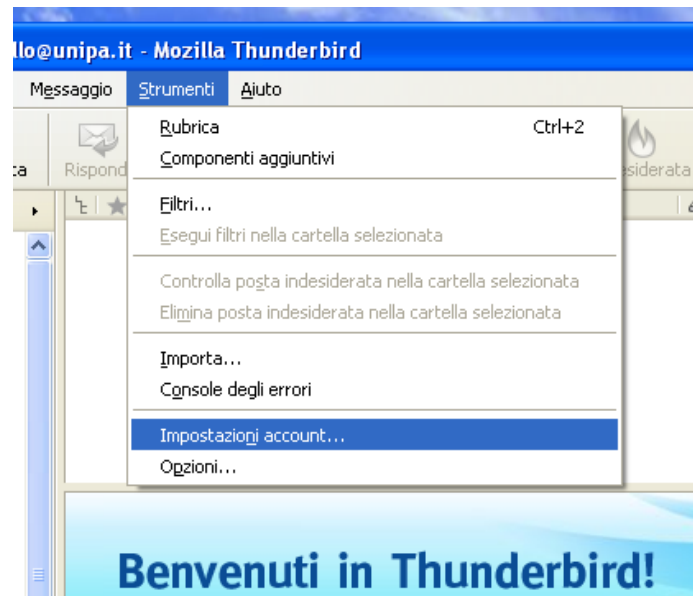 llo@unipa.it - Mozilla Thunderbird
Messaggio Strumenti Aiuto
Rubrica Ctrl+2
Componenti aggiuntivi
ca Rispond esiderata
Filtri...
Esegui filtri nella cartella selezionata
Controlla posta indesiderata nella cartella selezionata
Elimina posta indesiderata nella cartella selezionata
Importa...
Console degli errori
Impostazioni account...
Opzioni...
Benvenuti in Thunderbird!